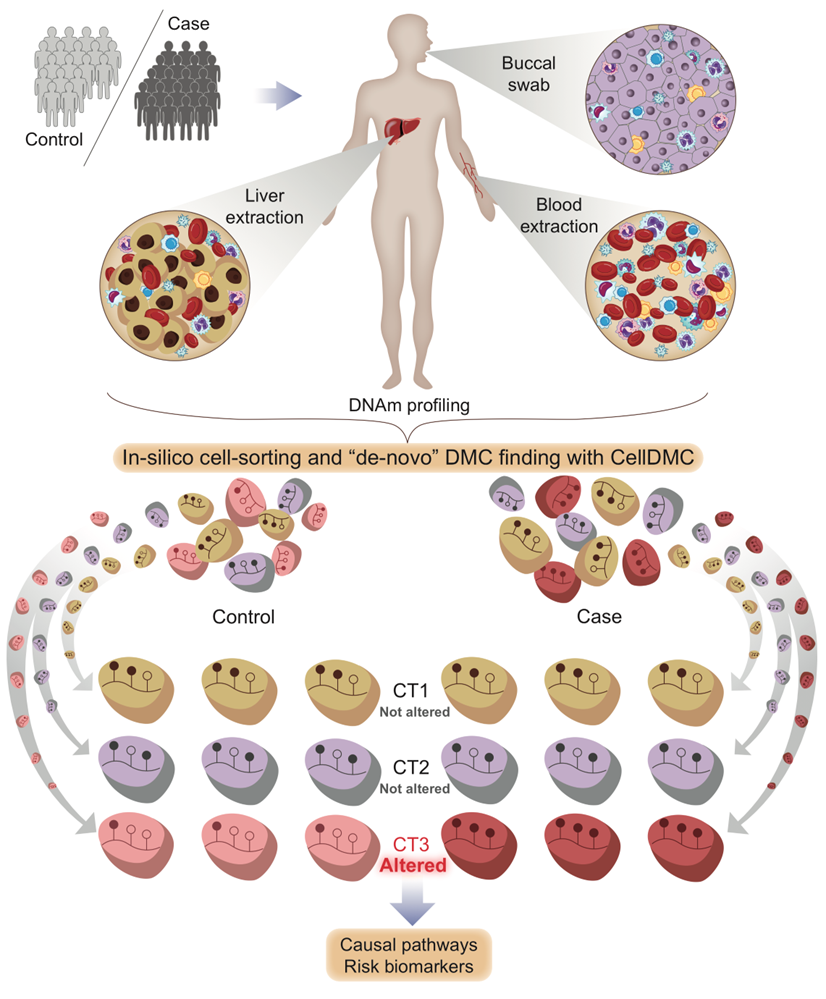 Case
Control
Buccal
swab
Liver
extraction
Blood
extraction
DNAm profiling
In-silico cell-sorting and “de-novo” DMC finding with CellDMC
Control
Case
CT1
Not altered
CT2
Not altered
CT3
Altered
Causal pathways
Risk biomarkers